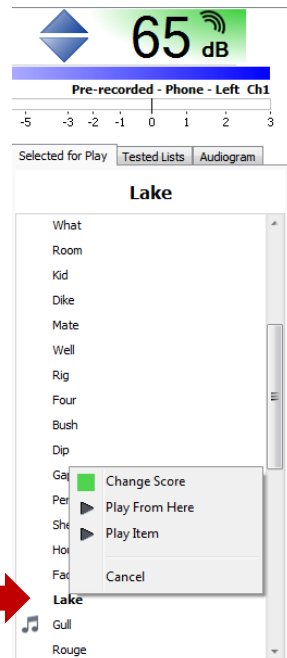 65 dB
Pre-recorded - Phone - Left Ch1
-5 -3 -2 -1 0 1 2 3
Selected for Play Tested Lists Audiogram
Lake
What
Room
Kid
Dike
Mate
Well
Rig
Four
Bush
Dip
Change Score
Play From Here
Play Item
Cancel
Lake
Gull
Rouge